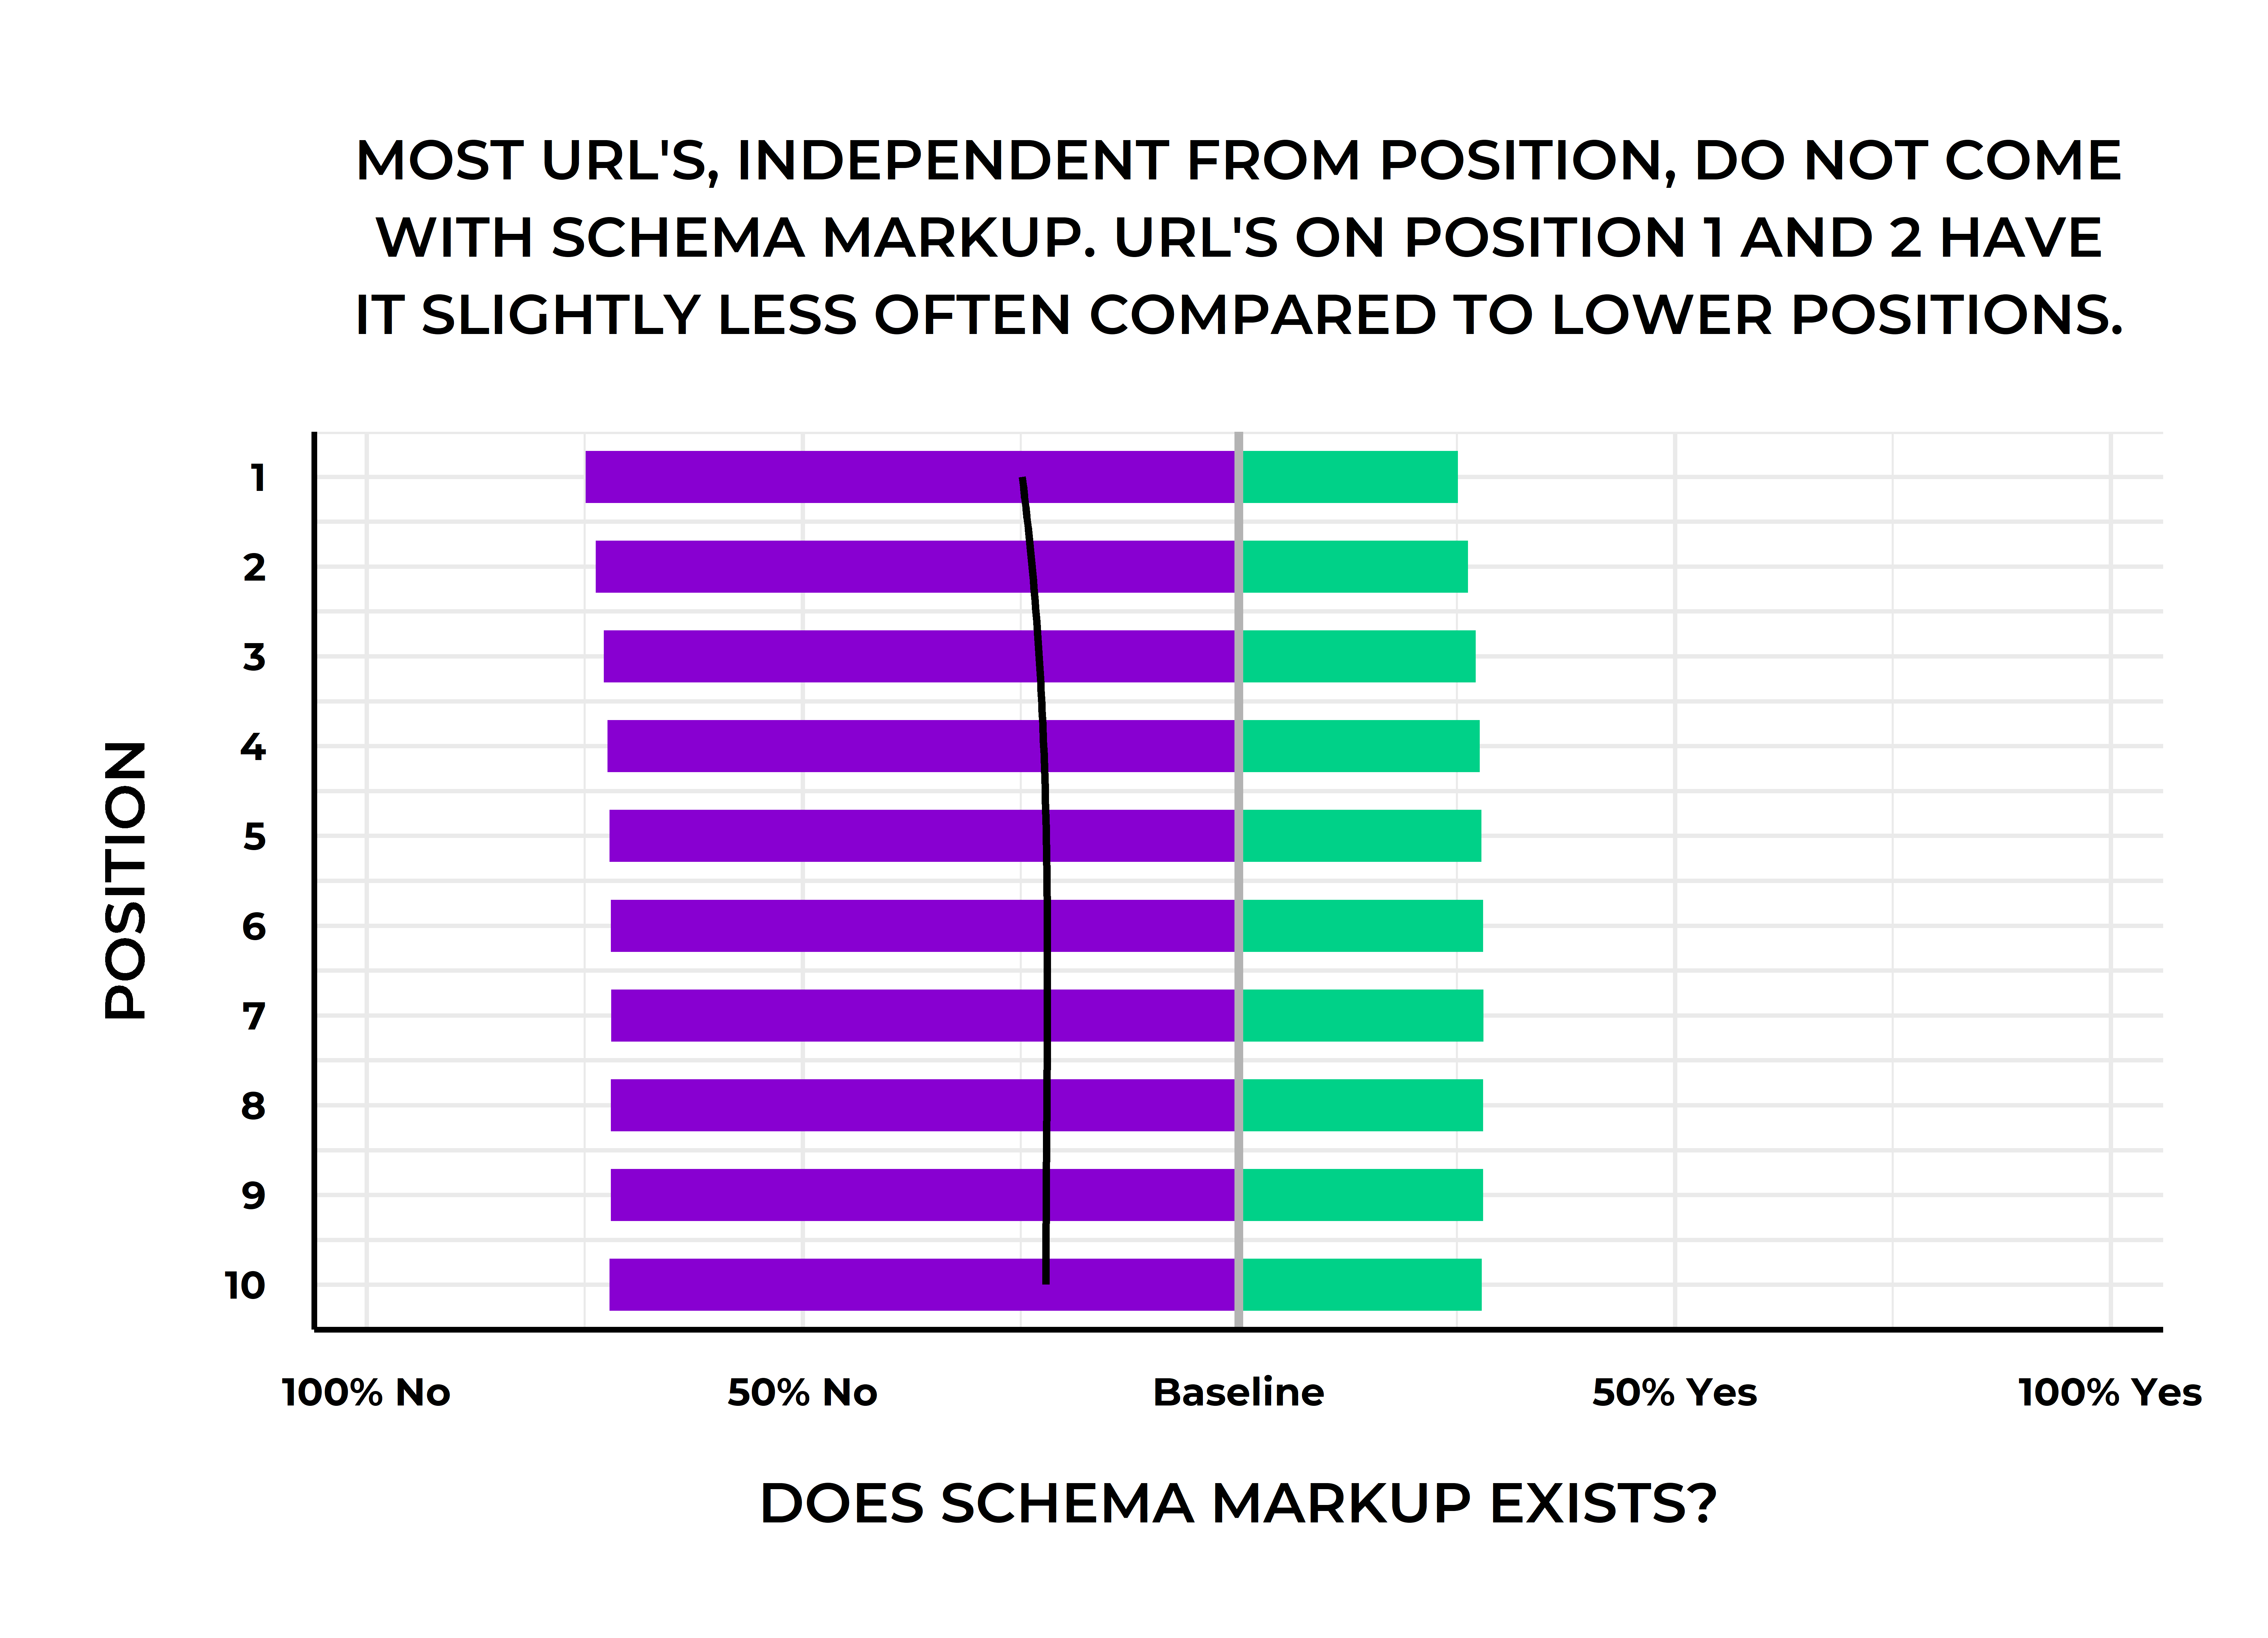 MOST URL'S, INDEPENDENT FROM POSITION, DO NOT COME
WITH SCHEMA MARKUP. URL'S ON POSITION 1 AND 2 HAVE
IT SLIGHTLY LESS OFTEN COMPARED TO LOWER POSITIONS.
POSITION
1
2
3
4
5
6
7
8
9
10
100% No
50% No
Baseline
50% Yes
100% Yes
DOES SCHEMA MARKUP EXISTS?